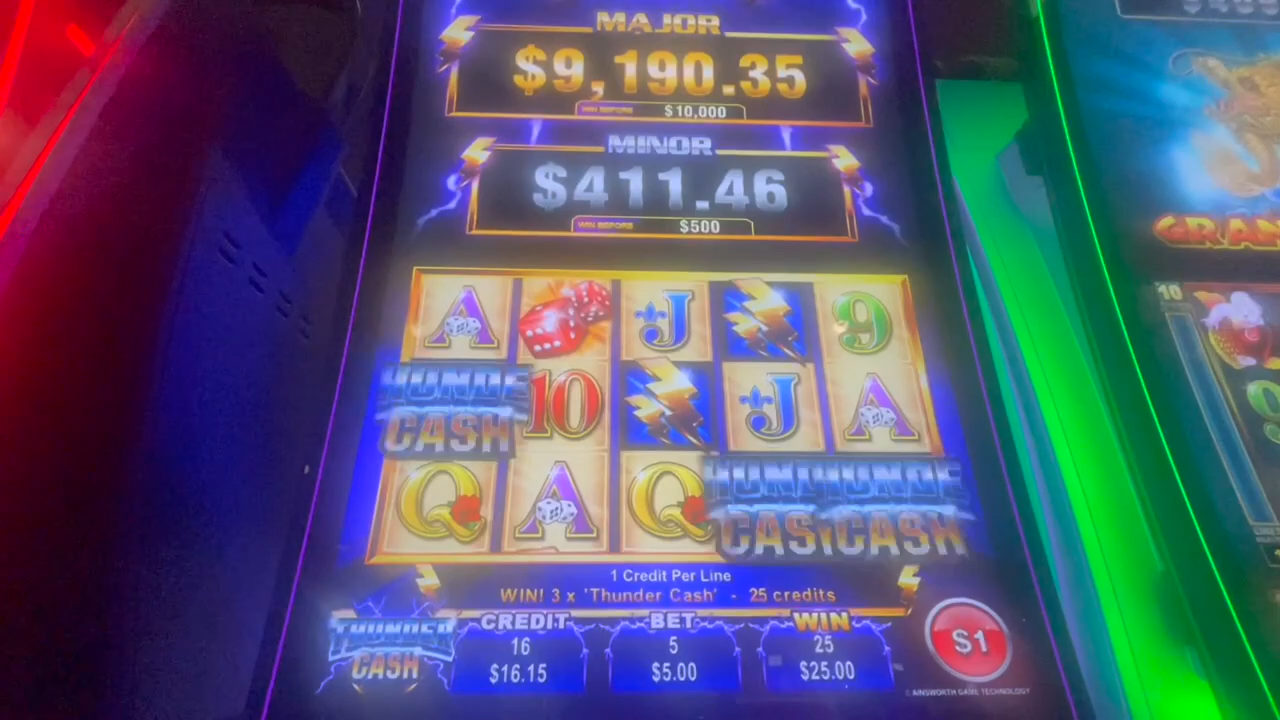 MAJOR
$9,190.35
WIN BEFORE $10,000
MINOR
$411.46
WIN BEFORE $500
A J 9
HUNDE
CASH
10 J A
Q A Q
HUNDHUNDE
CASICASH
1 Credit Per Line
WIN! 3 x 'Thunder Cash' - 25 credits
THUNDER
CASH
CREDIT
16
$16.15
BET
5
$5.00
WIN
25
$25.00
$1
AINSWORTH GAME TECHNOLOGY
GRAN
10